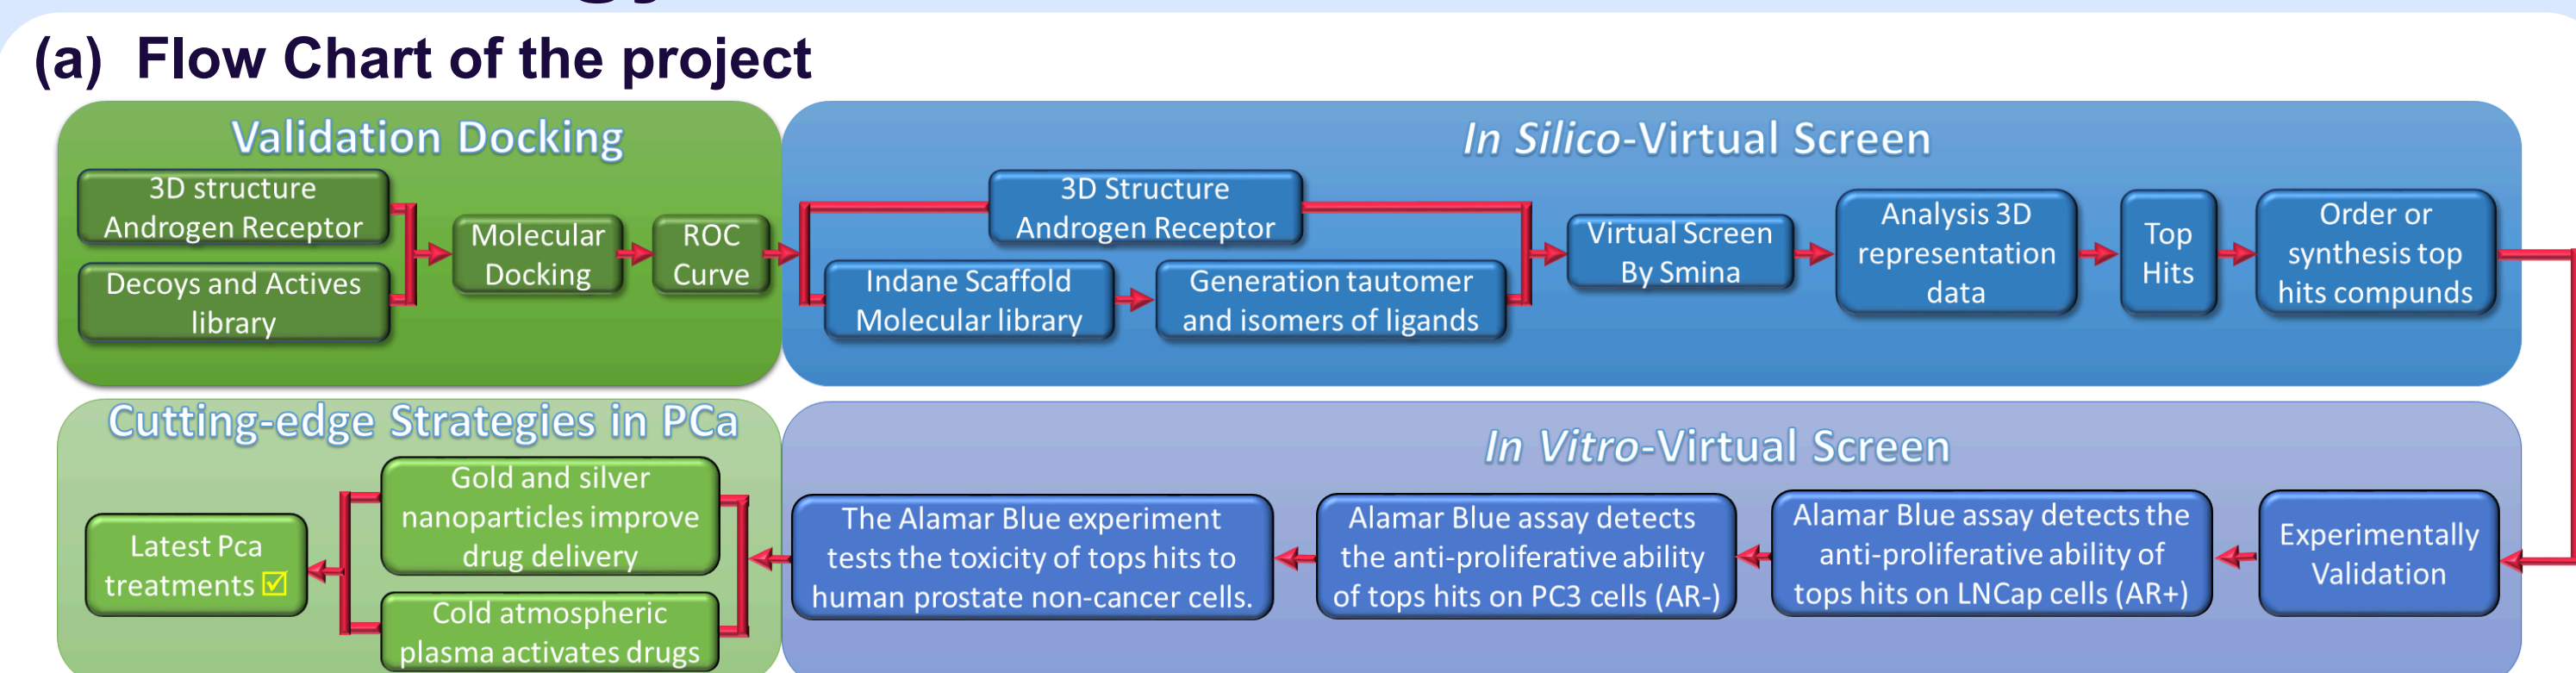 (a) Flow Chart of the project
Validation Docking
3D structure
Androgen Receptor
Decoys and Actives
library
Molecular
Docking
ROC
Curve
In Silico-Virtual Screen
3D Structure
Androgen Receptor
Indane Scaffold
Molecular library
Generation tautomer
and isomers of ligands
Virtual Screen
By Smina
Analysis 3D
representation
data
Top
Hits
Order or
synthesis top
hits compunds
In Vitro-Virtual Screen
Experimentally
Validation
Alamar Blue assay detects the
anti-proliferative ability of
tops hits on LNCap cells (AR+)
Alamar Blue assay detects
the anti-proliferative ability
of tops hits on PC3 cells (AR-)
The Alamar Blue experiment
tests the toxicity of tops hits to
human prostate non-cancer cells.
Cutting-edge Strategies in PCa
Gold and silver
nanoparticles improve
drug delivery
Cold atmospheric
plasma activates drugs
Latest Pca
treatments ☑